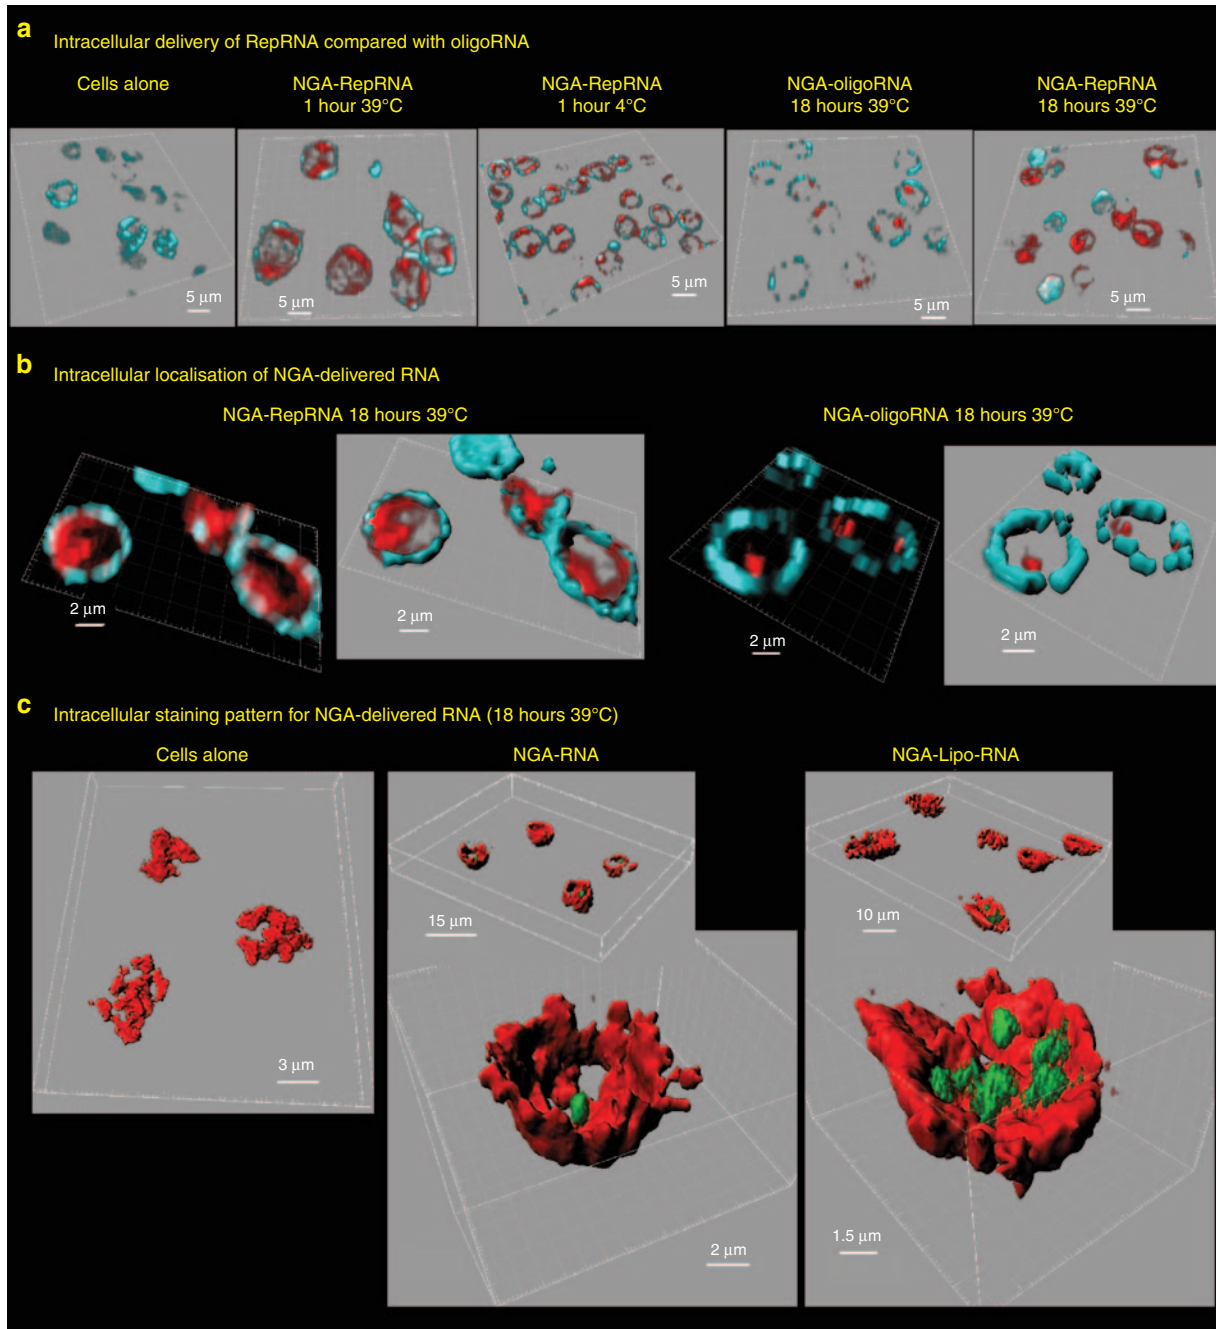 a Intracellular delivery of RepRNA compared with oligoRNA
Cells alone
NGA-RepRNA
1 hour 39°C
NGA-RepRNA
1 hour 4°C
NGA-oligoRNA
18 hours 39°C
NGA-RepRNA
18 hours 39°C
5 μm
5 μm
5 μm
5 μm
5 μm
b Intracellular localisation of NGA-delivered RNA
NGA-RepRNA 18 hours 39°C
NGA-oligoRNA 18 hours 39°C
2 μm
2 μm
2 μm
2 μm
c Intracellular staining pattern for NGA-delivered RNA (18 hours 39°C)
Cells alone
NGA-RNA
NGA-Lipo-RNA
3 μm
15 μm
10 μm
2 μm
1.5 μm